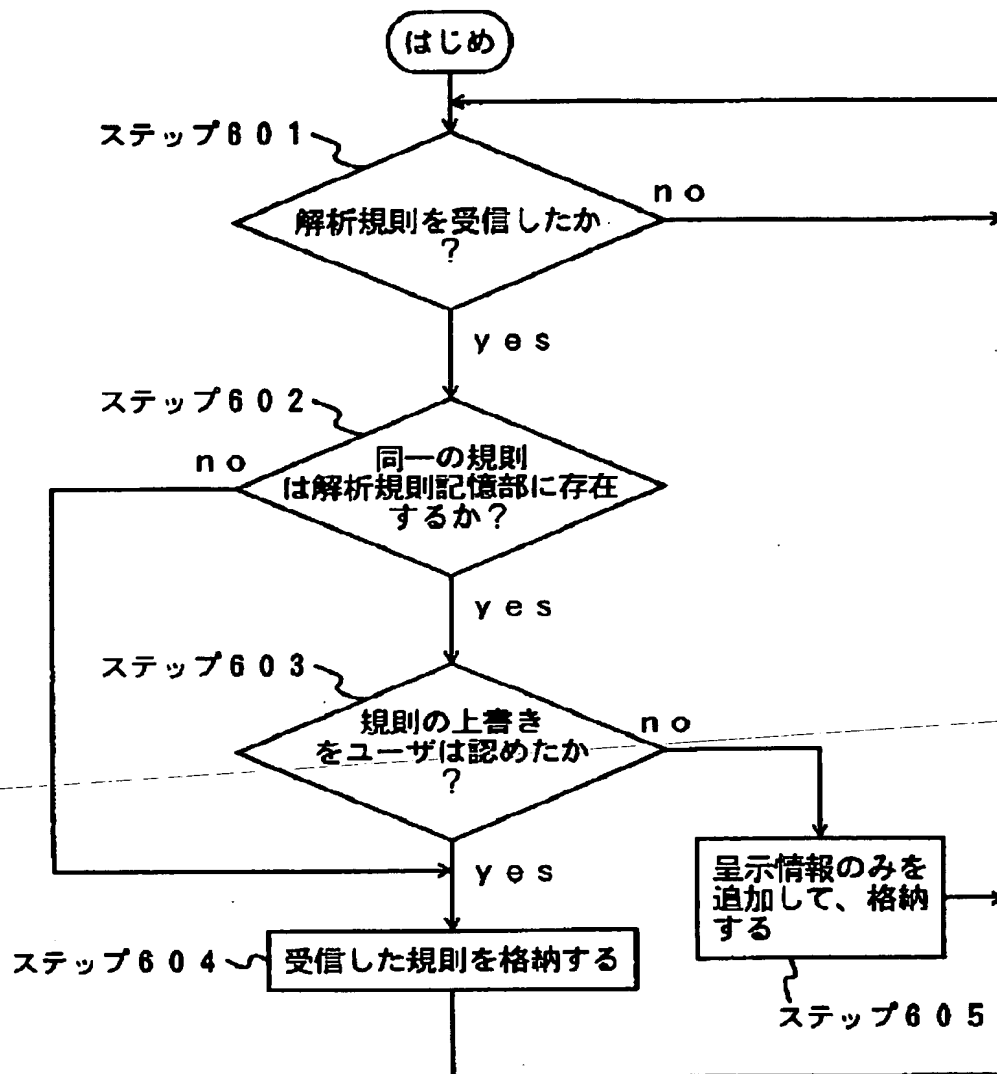 はじめ
ステップ601
解析規則を受信したか
?
no
yes
ステップ602
no
同一の規則
は解析規則記憶部に存在
するか?
yes
ステップ603
規則の上書き
をユーザは認めたか
?
no
yes
呈示情報のみを
追加して、格納
する
ステップ604
受信した規則を格納する
ステップ605